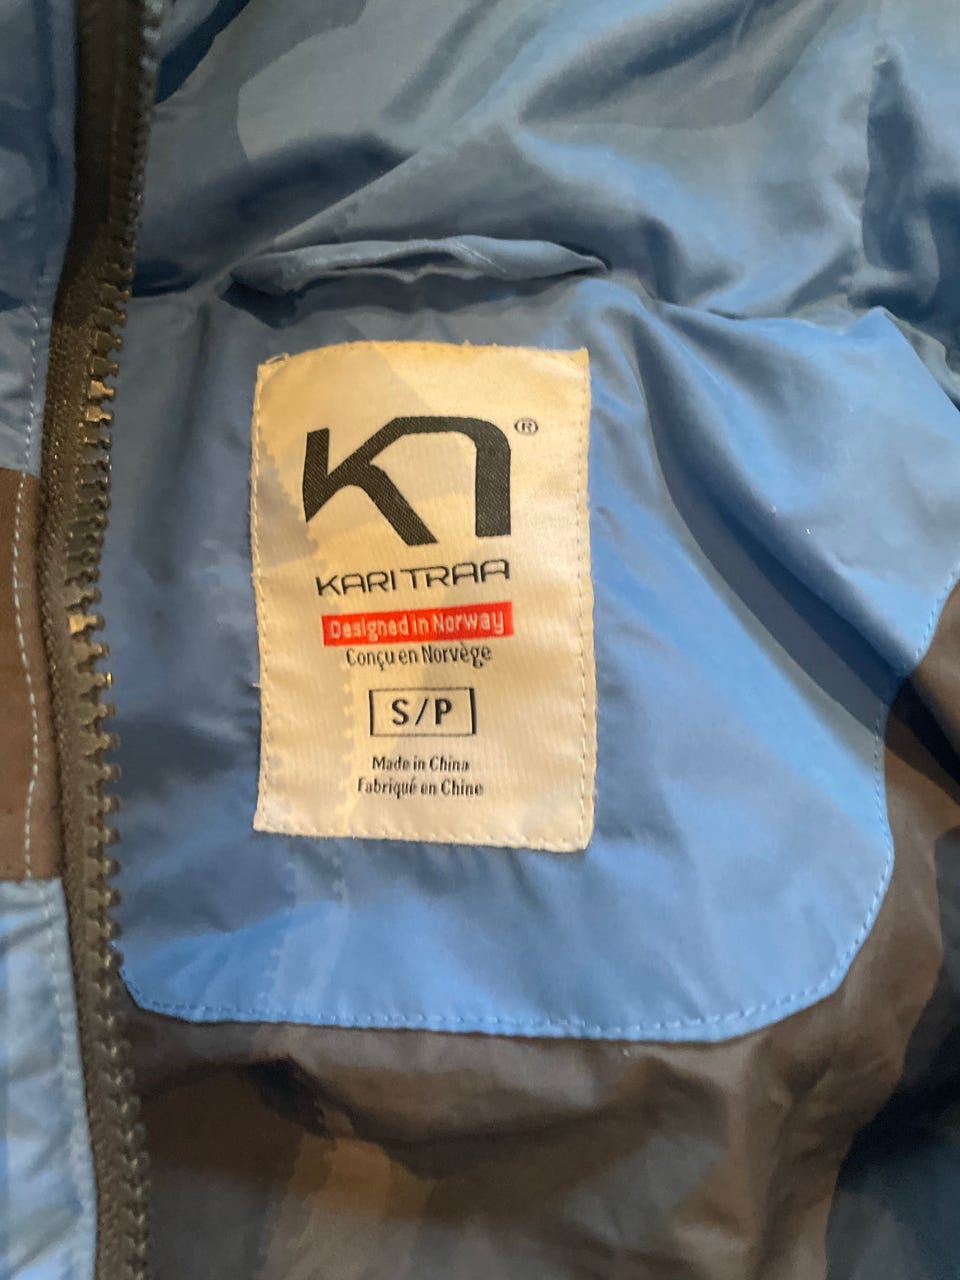 ®
KARI TRAA
Designed in Norway
Conçu en Norvège
S/P
Made in China
Fabriqué en Chine